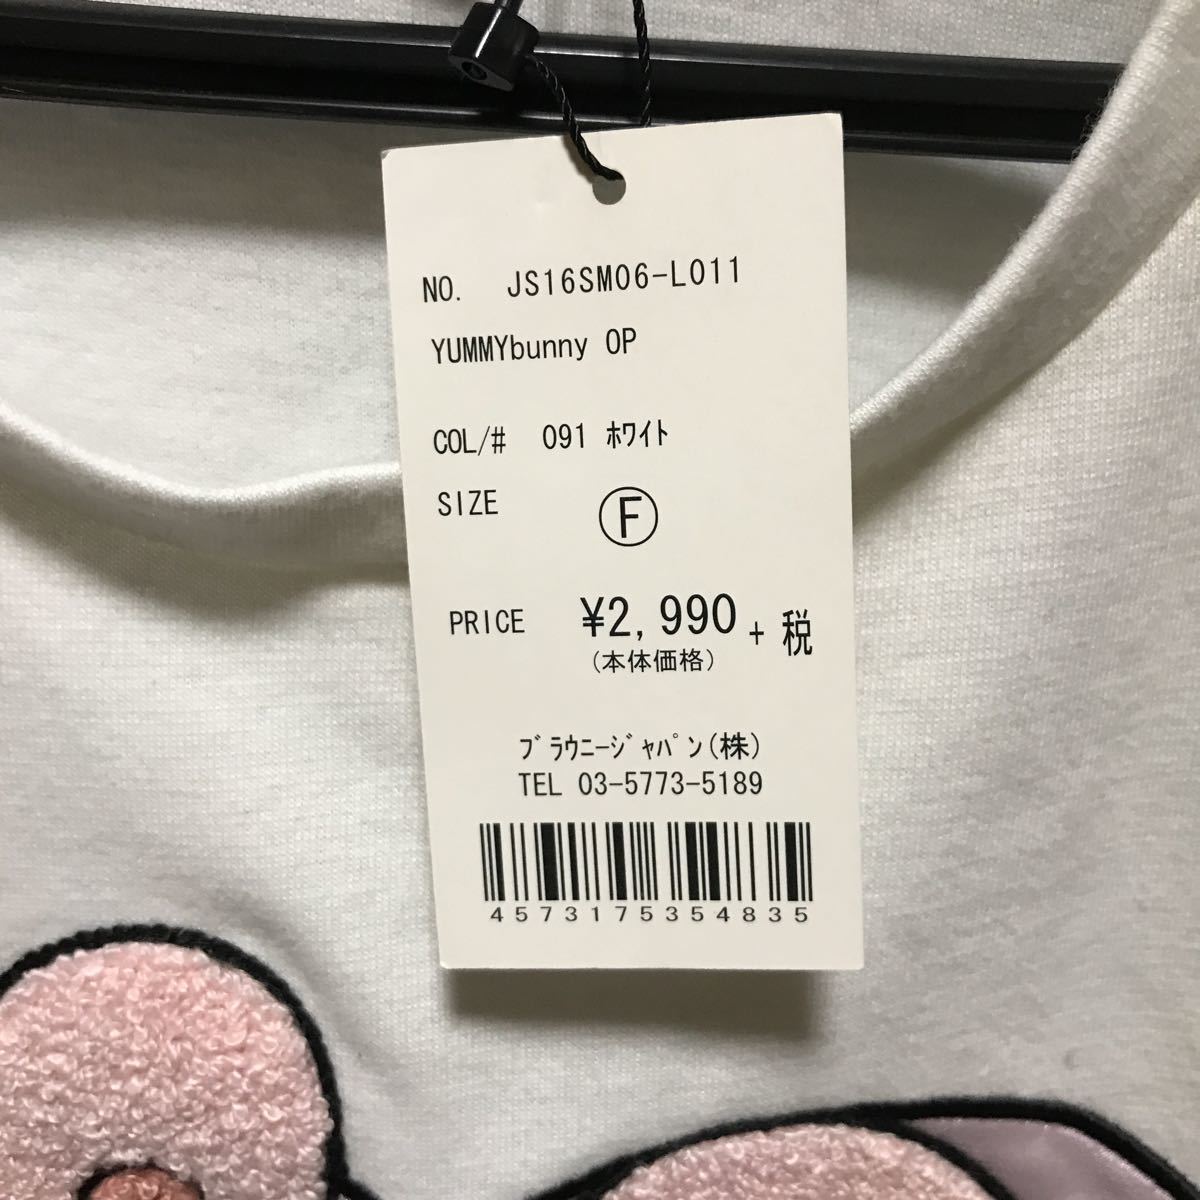 NO. JS16SM06-L011
YUMMYbunny OP
COL/# 091 ﾎﾜｲﾄ
SIZE Ⓕ
PRICE ¥2,990 + 税
(本体価格)
ﾌﾞﾗｳﾆｰｼﾞｬﾊﾟﾝ(株)
TEL 03-5773-5189
4573175354835